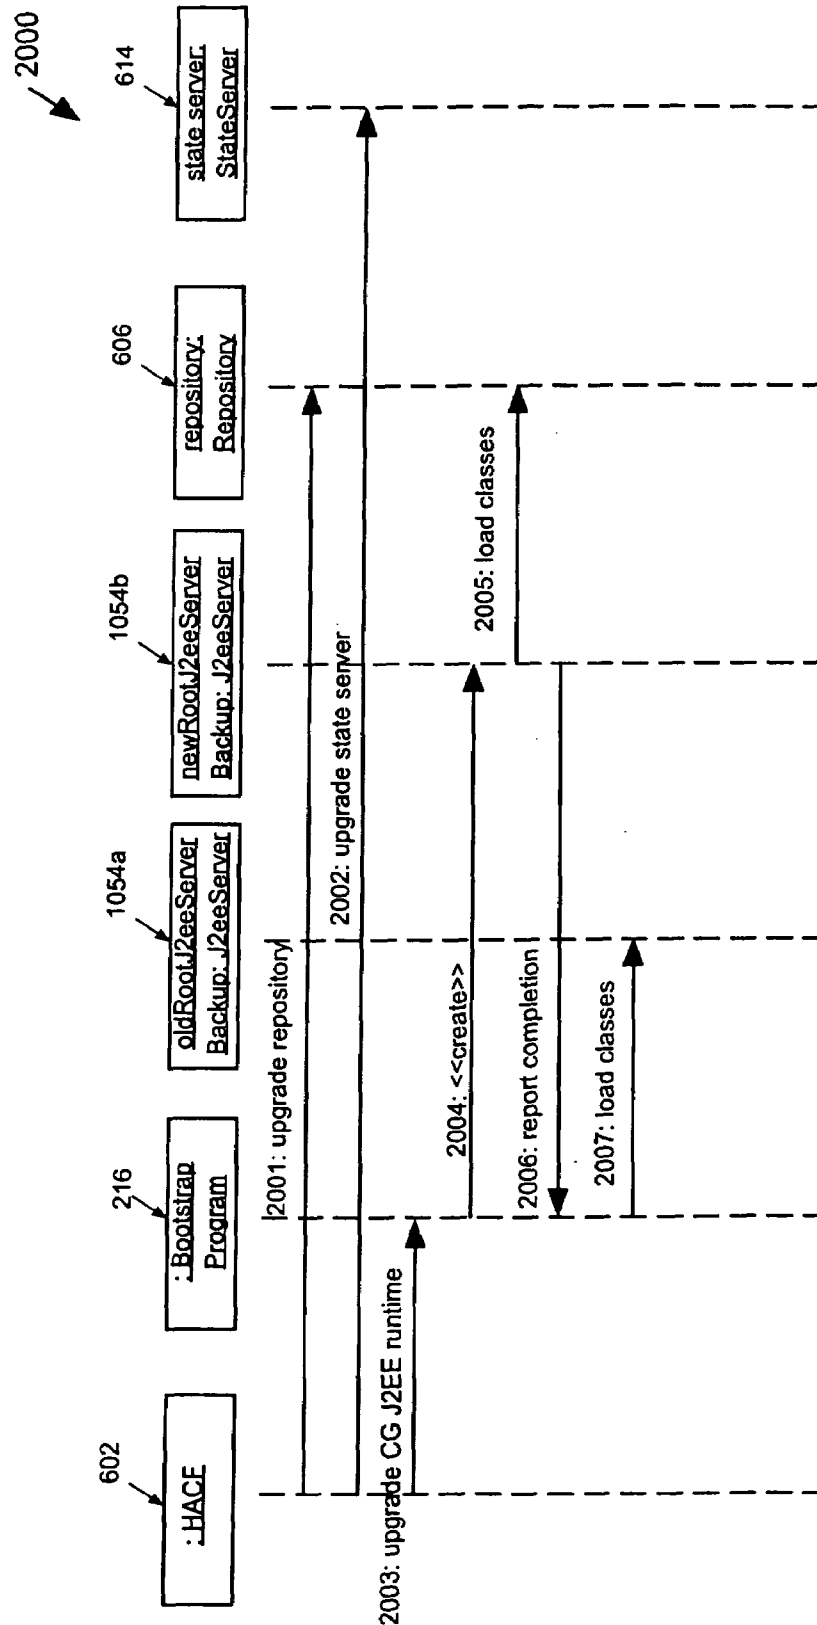 2000
602
: HACF
216
: Bootstrap
Program
1054a
oldRootJ2eeServer
Backup: J2eeServer
1054b
newRootJ2eeServer
Backup: J2eeServer
606
repository:
Repository
614
state server:
StateServer
2001: upgrade repository
2002: upgrade state server
2003: upgrade CG J2EE runtime
2004: <<create>>
2005: load classes
2006: report completion
2007: load classes